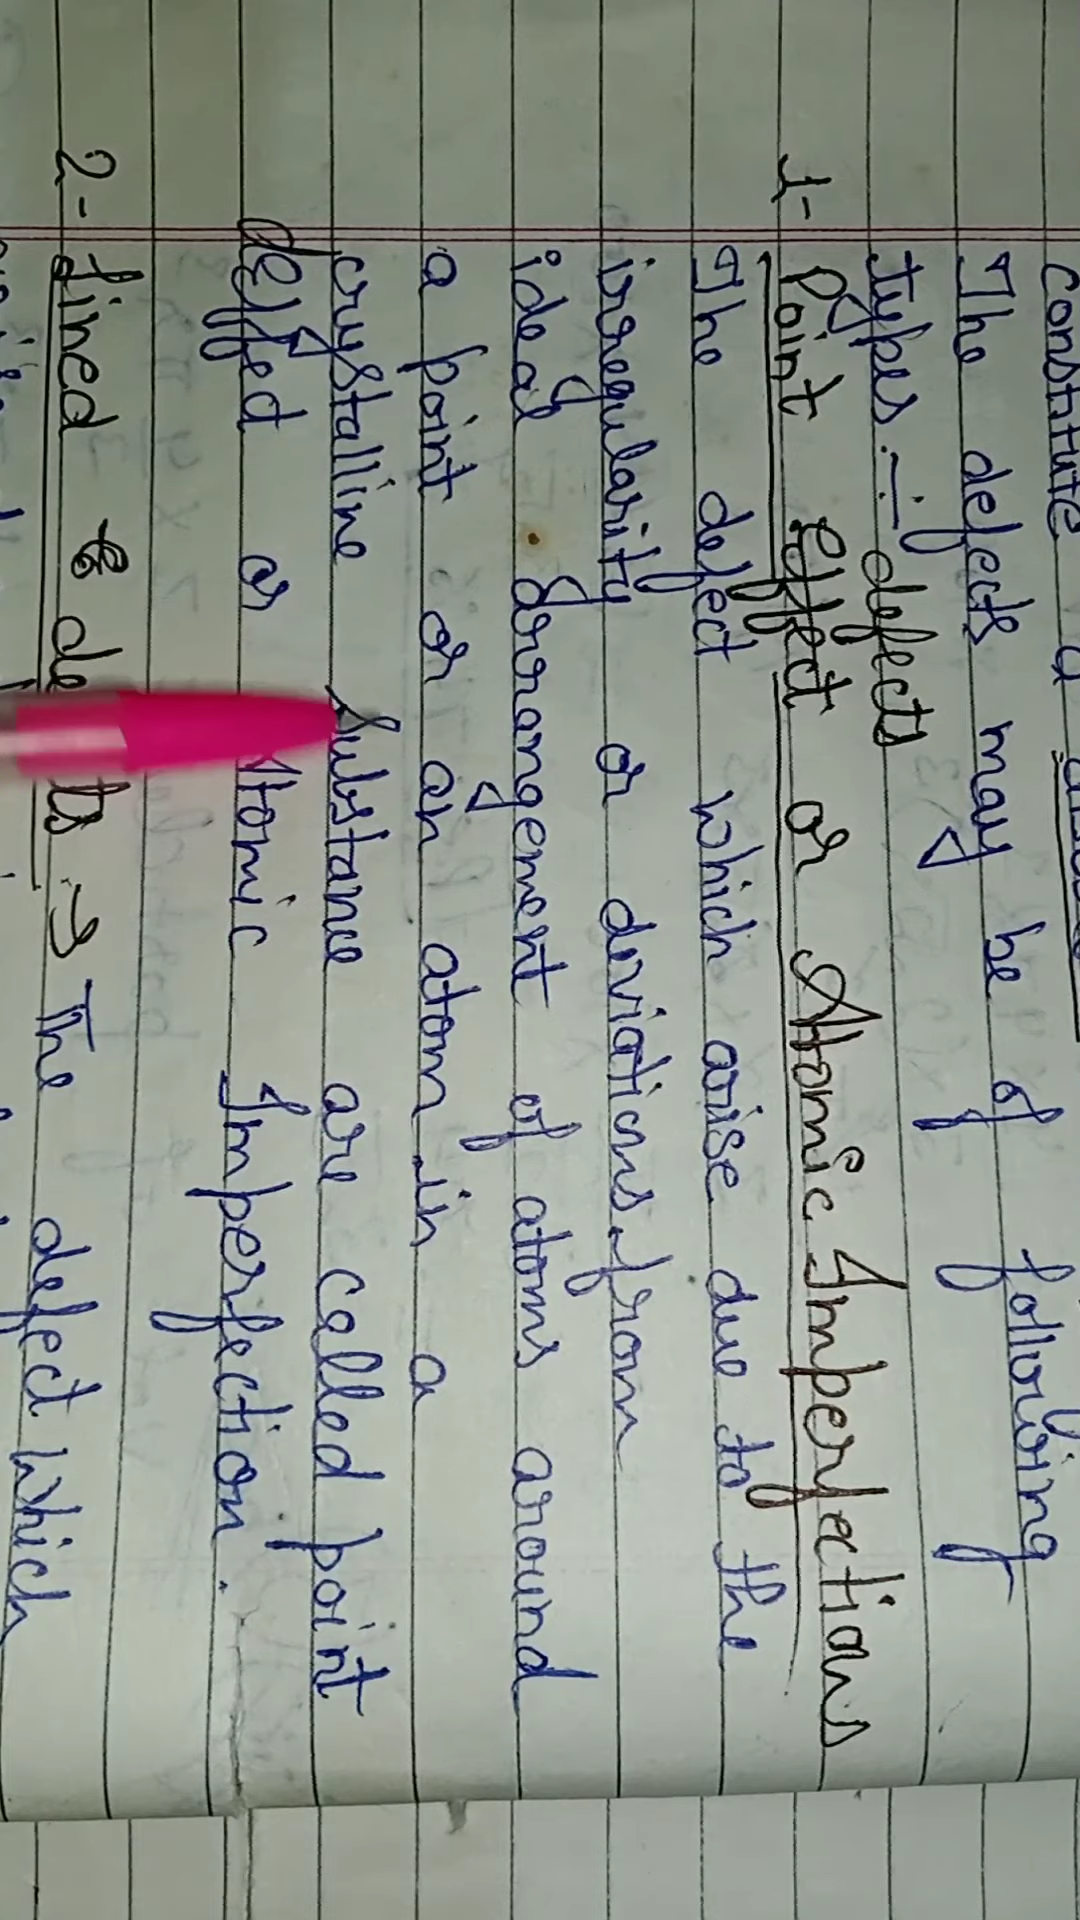 constitute a
The defects may be of following
types :- defects
1- Point Effect or Atomic Imperfections
The defect which arise due to the
irregularity or diviations from
ideal arrangement of atoms around
a point or an atom in a
crystalline substance are called point
deffed or Atomic Imperfection.
2- lined defects → The defect which